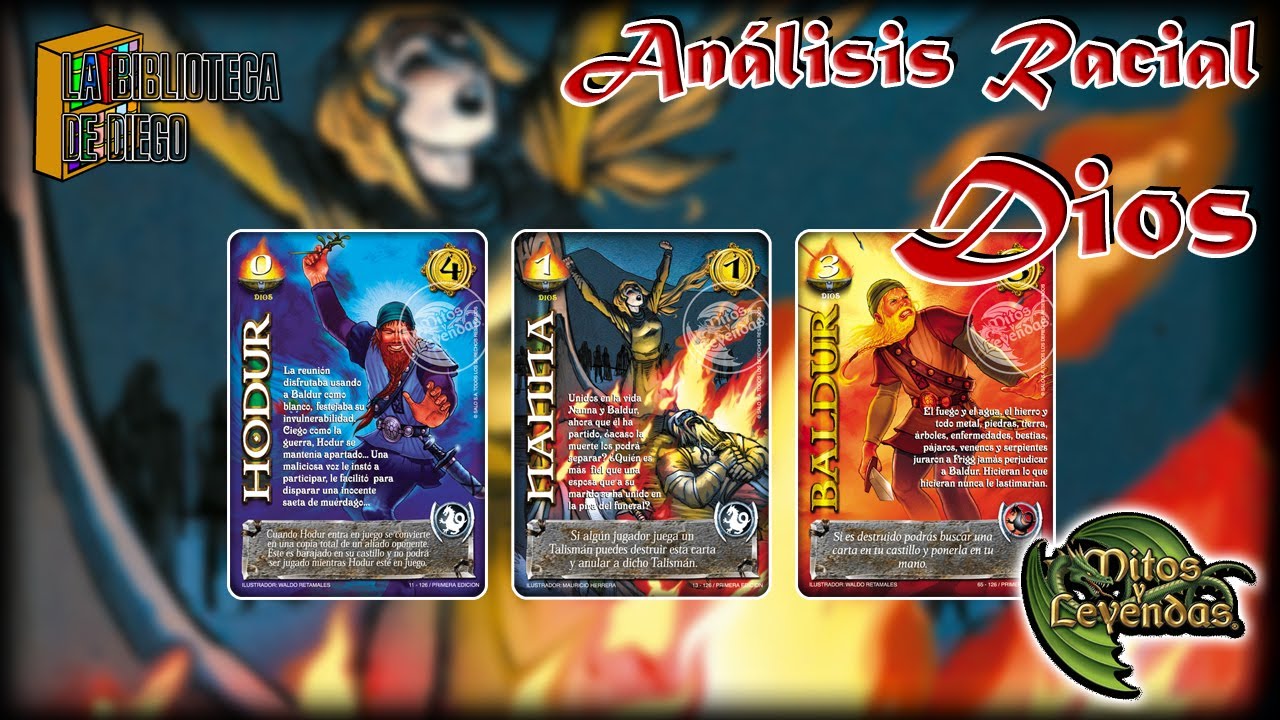 LA BIBLIOTECA
DE DIEGO
Análisis Racial
Dios
0
DIOS
4
HODUR
La reunión
disfrutaba usando
a Baldur como
blanco, festejaba su
invulnerabilidad.
Ciego como la
guerra, Hodur se
mantenía apartado... Una
maliciosa voz le instó a
participar, le facilitó para
disparar una inocente
saeta de muérdago...
Cuando Hodur entra en juego se convierte
en una copia total de un aliado oponente.
Este es barajado en su castillo y no podrá
ser jugado mientras Hodur esté en juego.
ILUSTRADOR: WALDO RETAMALES
11 - 126 / PRIMERA EDICION
1
DIOS
1
NANNA
Unidos en la vida
Nanna y Baldur,
ahora que él ha
partido, ¿acaso la
muerte los podrá
separar? ¿Quién es
más fiel que una
esposa que a su
marido se ha unido en
la pira del funeral?
Si algún jugador juega un
Talismán puedes destruir esta carta
y anular a dicho Talismán.
ILUSTRADOR: MAURICIO HERRERA
13 - 126 / PRIMERA EDICION
3
DIOS
BALDUR
El fuego y el agua, el hierro y
todo metal, piedras, tierra,
árboles, enfermedades, bestias,
pájaros, venenos y serpientes
juraron a Frigg jamás perjudicar
a Baldur. Hicieran lo que
hicieran nunca le lastimarían.
Si es destruido podrás buscar una
carta en tu castillo y ponerla en tu
mano.
ILUSTRADOR: WALDO RETAMALES
65 - 126 / PRIMERA
Mitos
y
Leyendas